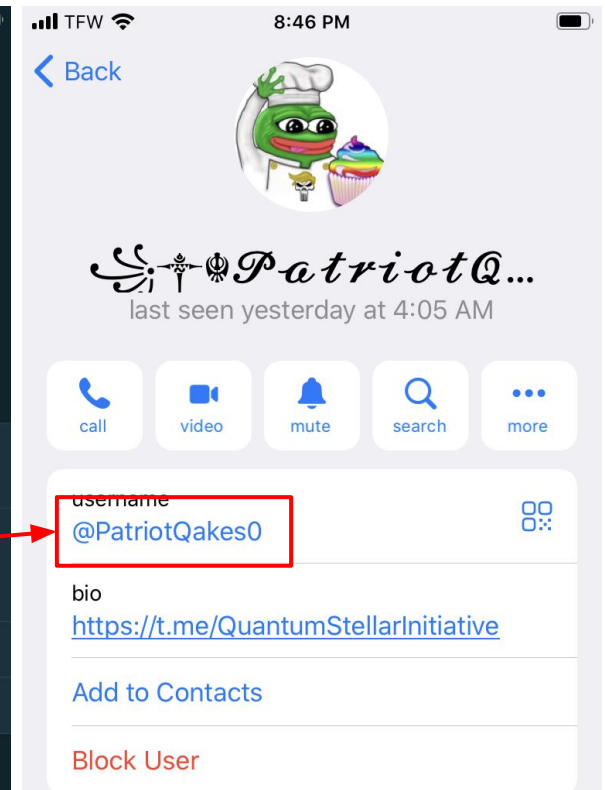 TFW 8:46 PM
Back
꧁༒☬𝓟𝓪𝓽𝓻𝓲𝓸𝓽𝓠...
last seen yesterday at 4:05 AM
call video mute search more
username
@PatriotQakes0
bio
https://t.me/QuantumStellarInitiative
Add to Contacts
Block User